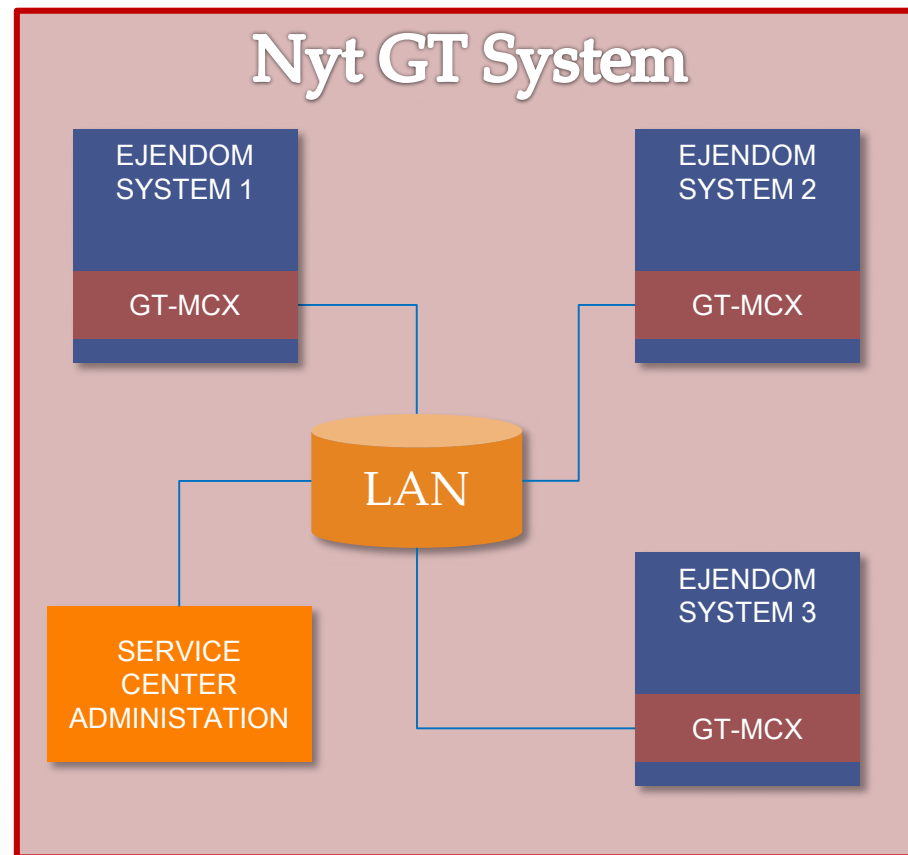 Nyt GT System
EJENDOM
SYSTEM 1
GT-MCX
EJENDOM
SYSTEM 2
GT-MCX
LAN
SERVICE
CENTER
ADMINISTATION
EJENDOM
SYSTEM 3
GT-MCX